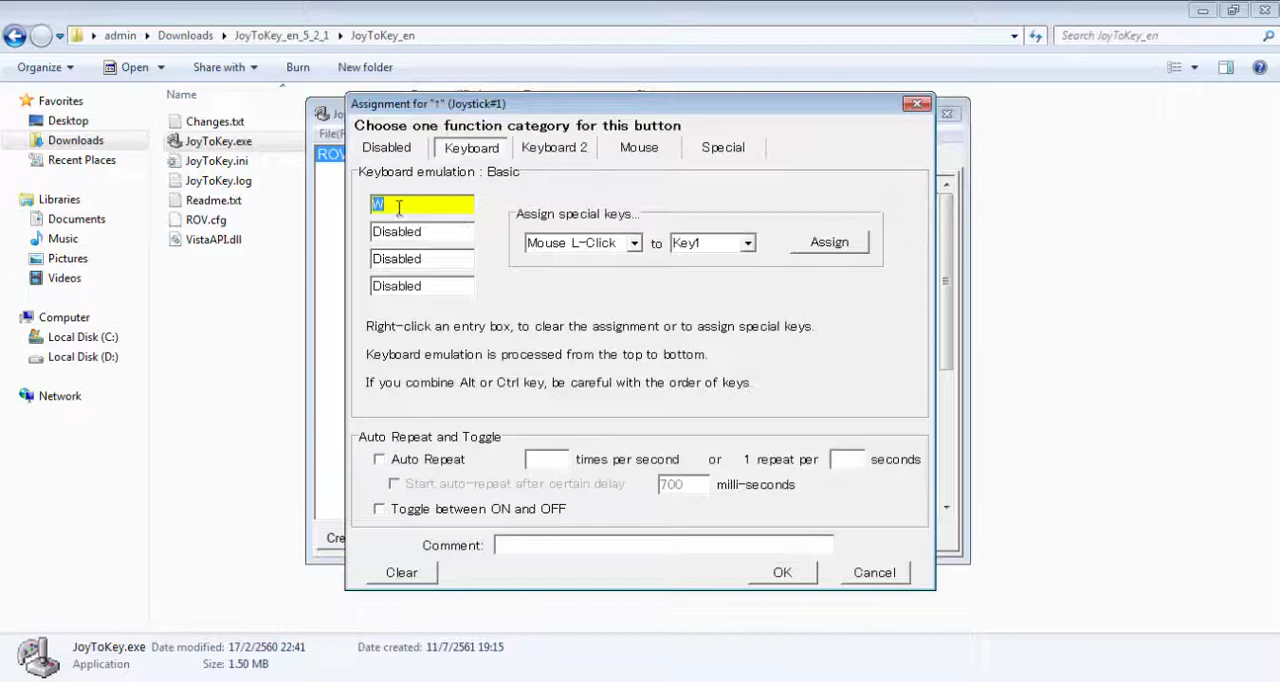 admin Downloads JoyToKey_en_5_2_1 JoyToKey_en Search JoyToKey_en
Organize Open Share with Burn New folder
Favorites
Desktop
Downloads
Recent Places
Libraries
Documents
Music
Pictures
Videos
Computer
Local Disk (C:)
Local Disk (D:)
Network
Name
Changes.txt
JoyToKey.exe
JoyToKey.ini
JoyToKey.log
Readme.txt
ROV.cfg
VistaAPI.dll
Jo
File(F
ROV
Cre
Assignment for "↑" (Joystick#1)
Choose one function category for this button
Disabled Keyboard Keyboard 2 Mouse Special
Keyboard emulation : Basic
W
Disabled
Disabled
Disabled
Assign special keys...
Mouse L-Click to Key1 Assign
Right-click an entry box, to clear the assignment or to assign special keys.
Keyboard emulation is processed from the top to bottom.
If you combine Alt or Ctrl key, be careful with the order of keys.
Auto Repeat and Toggle
Auto Repeat times per second or 1 repeat per seconds
Start auto-repeat after certain delay 700 milli-seconds
Toggle between ON and OFF
Comment:
Clear OK Cancel
JoyToKey.exe Date modified: 17/2/2560 22:41 Date created: 11/7/2561 19:15
Application Size: 1.50 MB